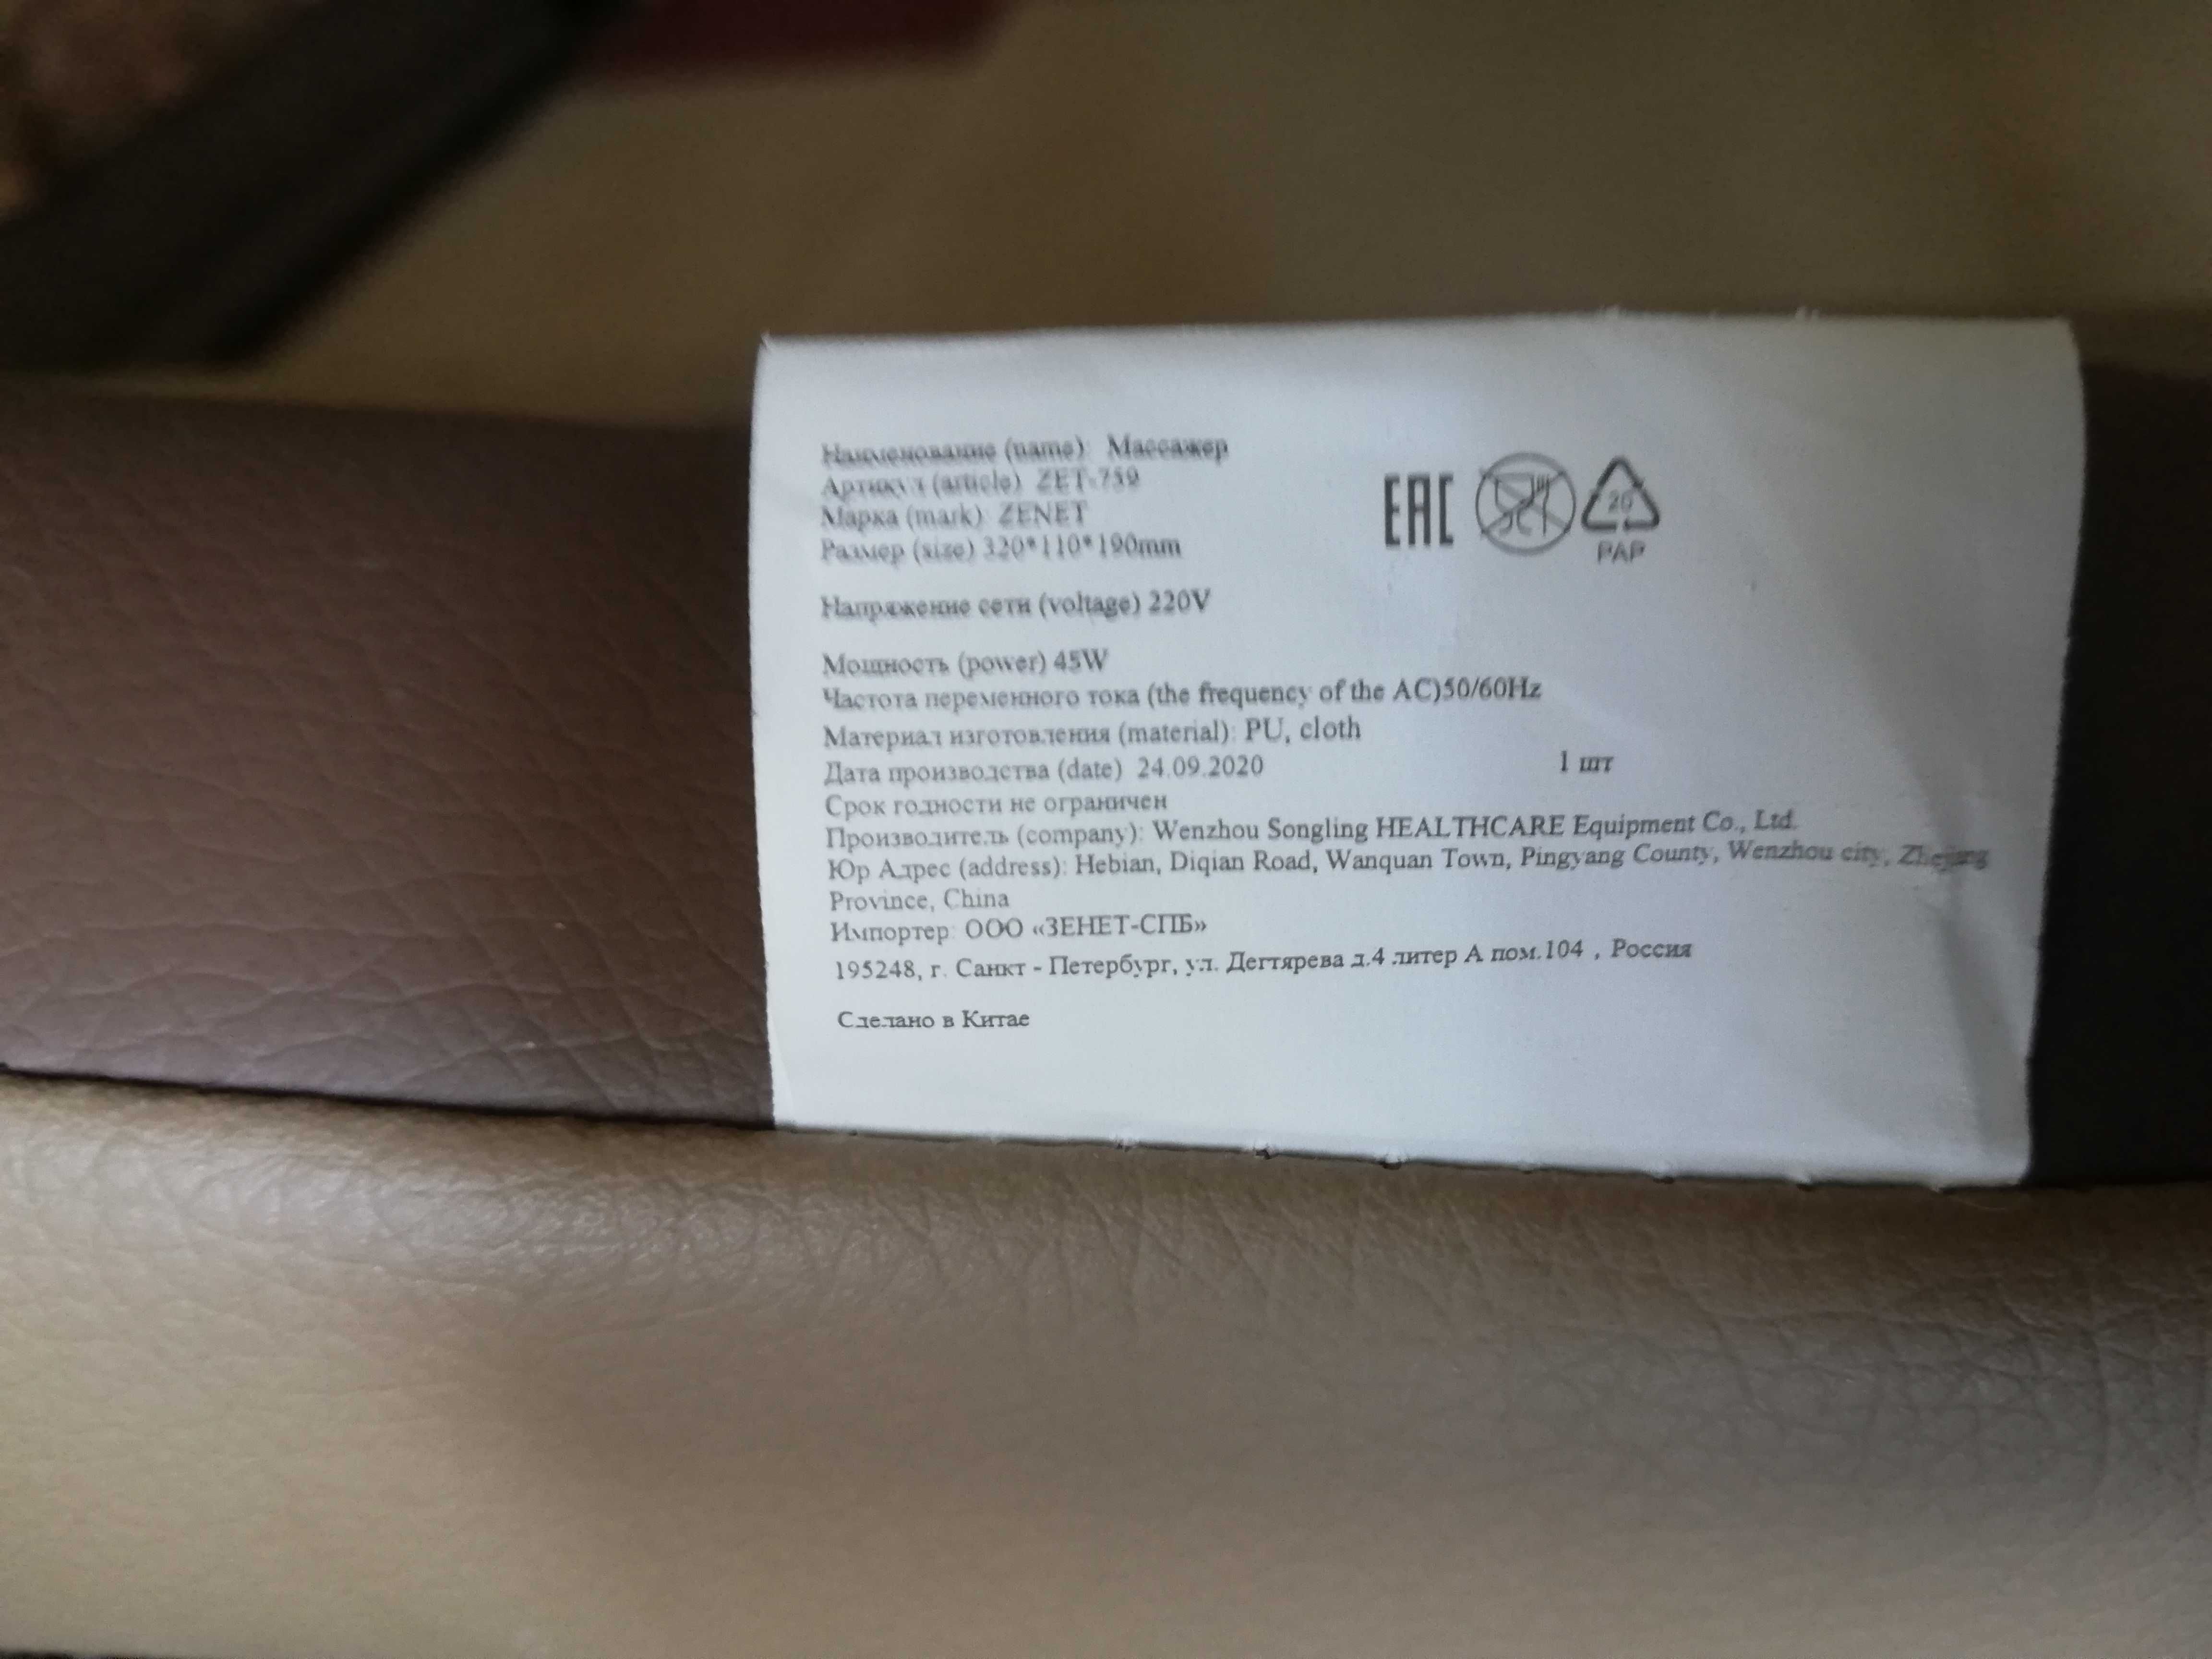 Наименование (name): Массажер
Артикул (article) ZET-759
Марка (mark) ZENET
Размер (size) 320*110*190mm
EAC
20
PAP
Напряжение сети (voltage) 220V
Мощность (power) 45W
Частота переменного тока (the frequency of the AC)50/60Hz
Материал изготовления (material): PU, cloth
Дата производства (date) 24.09.2020 1 шт
Срок годности не ограничен
Производитель (company): Wenzhou Songling HEALTHCARE Equipment Co., Ltd.
Юр Адрес (address): Hebian, Diqian Road, Wanquan Town, Pingyang County, Wenzhou city, Zhejiang
Province, China
Импортер: ООО «ЗЕНЕТ-СПБ»
195248, г. Санкт - Петербург, ул. Дегтярева д.4 литер А пом.104 , Россия
Сделано в Китае